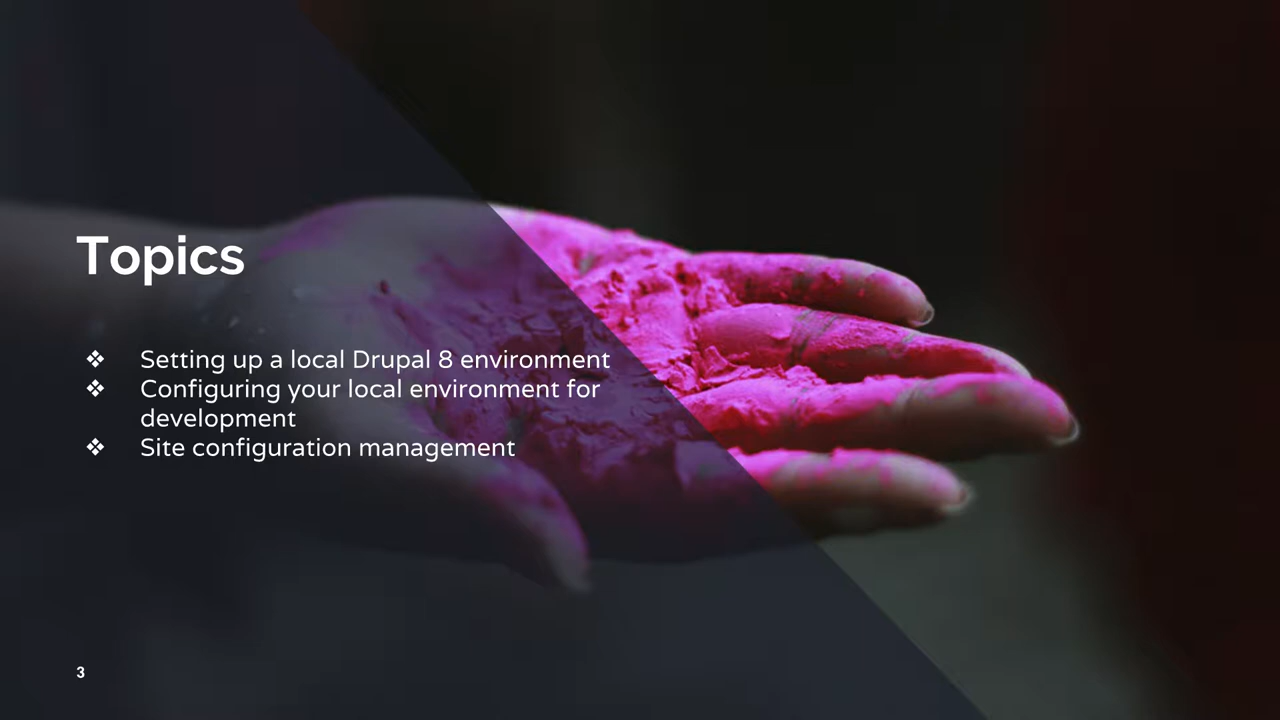 Topics
❖ Setting up a local Drupal 8 environment
❖ Configuring your local environment for
development
❖ Site configuration management
3